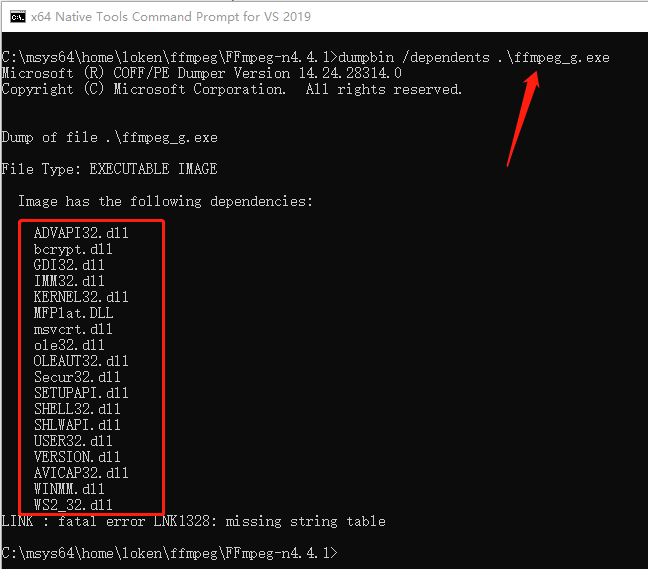 x64 Native Tools Command Prompt for VS 2019
C:\msys64\home\loken\ffmpeg\FFmpeg-n4.4.1>dumpbin /dependents .\ffmpeg_g.exe
Microsoft (R) COFF/PE Dumper Version 14.24.28314.0
Copyright (C) Microsoft Corporation.  All rights reserved.
Dump of file .\ffmpeg_g.exe
File Type: EXECUTABLE IMAGE
Image has the following dependencies:
ADVAPI32.dll
bcrypt.dll
GDI32.dll
IMM32.dll
KERNEL32.dll
MFPlat.DLL
msvcrt.dll
ole32.dll
OLEAUT32.dll
Secur32.dll
SETUPAPI.dll
SHELL32.dll
SHLWAPI.dll
USER32.dll
VERSION.dll
AVICAP32.dll
WINMM.dll
WS2_32.dll
LINK : fatal error LNK1328: missing string table
C:\msys64\home\loken\ffmpeg\FFmpeg-n4.4.1>